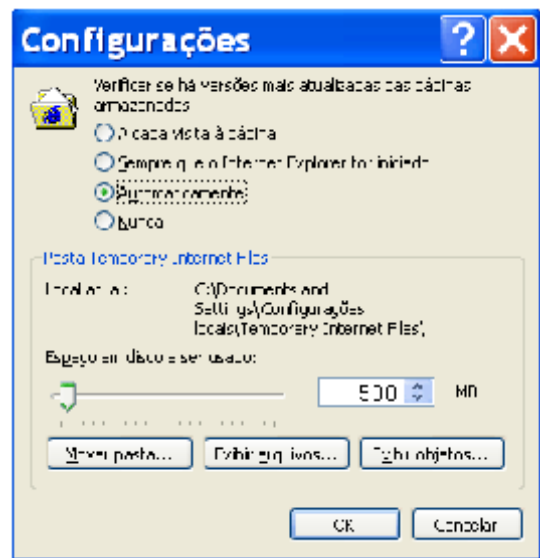 Configurações
Verificar se há versões mais atualizadas das páginas
armazenadas
A cada visita à página
Sempre que o Internet Explorer for iniciado
Automaticamente
Nunca
Pasta Temporary Internet Files
Local atual: C:\Documents and
Settings\Configurações
locais\Temporary Internet Files\
Espaço em disco a ser usado:
500 MB
Mover pasta... Exibir arquivos... Exibir objetos...
OK Cancelar